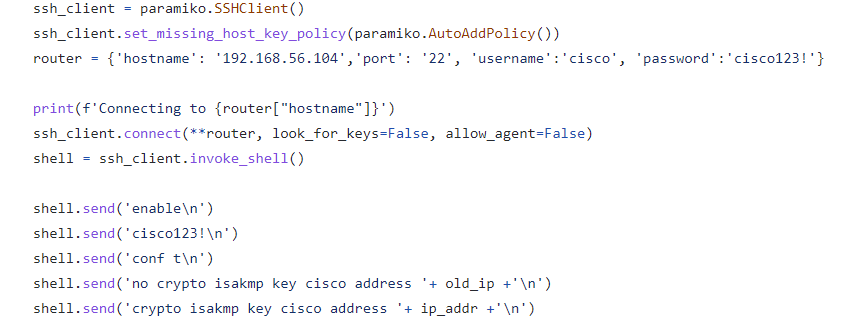 ssh_client = paramiko.SSHClient()
ssh_client.set_missing_host_key_policy(paramiko.AutoAddPolicy())
router = {'hostname': '192.168.56.104','port': '22', 'username':'cisco', 'password':'cisco123!'}
print(f'Connecting to {router["hostname"]}')
ssh_client.connect(**router, look_for_keys=False, allow_agent=False)
shell = ssh_client.invoke_shell()
shell.send('enable\n')
shell.send('cisco123!\n')
shell.send('conf t\n')
shell.send('no crypto isakmp key cisco address '+ old_ip +'\n')
shell.send('crypto isakmp key cisco address '+ ip_addr +'\n')